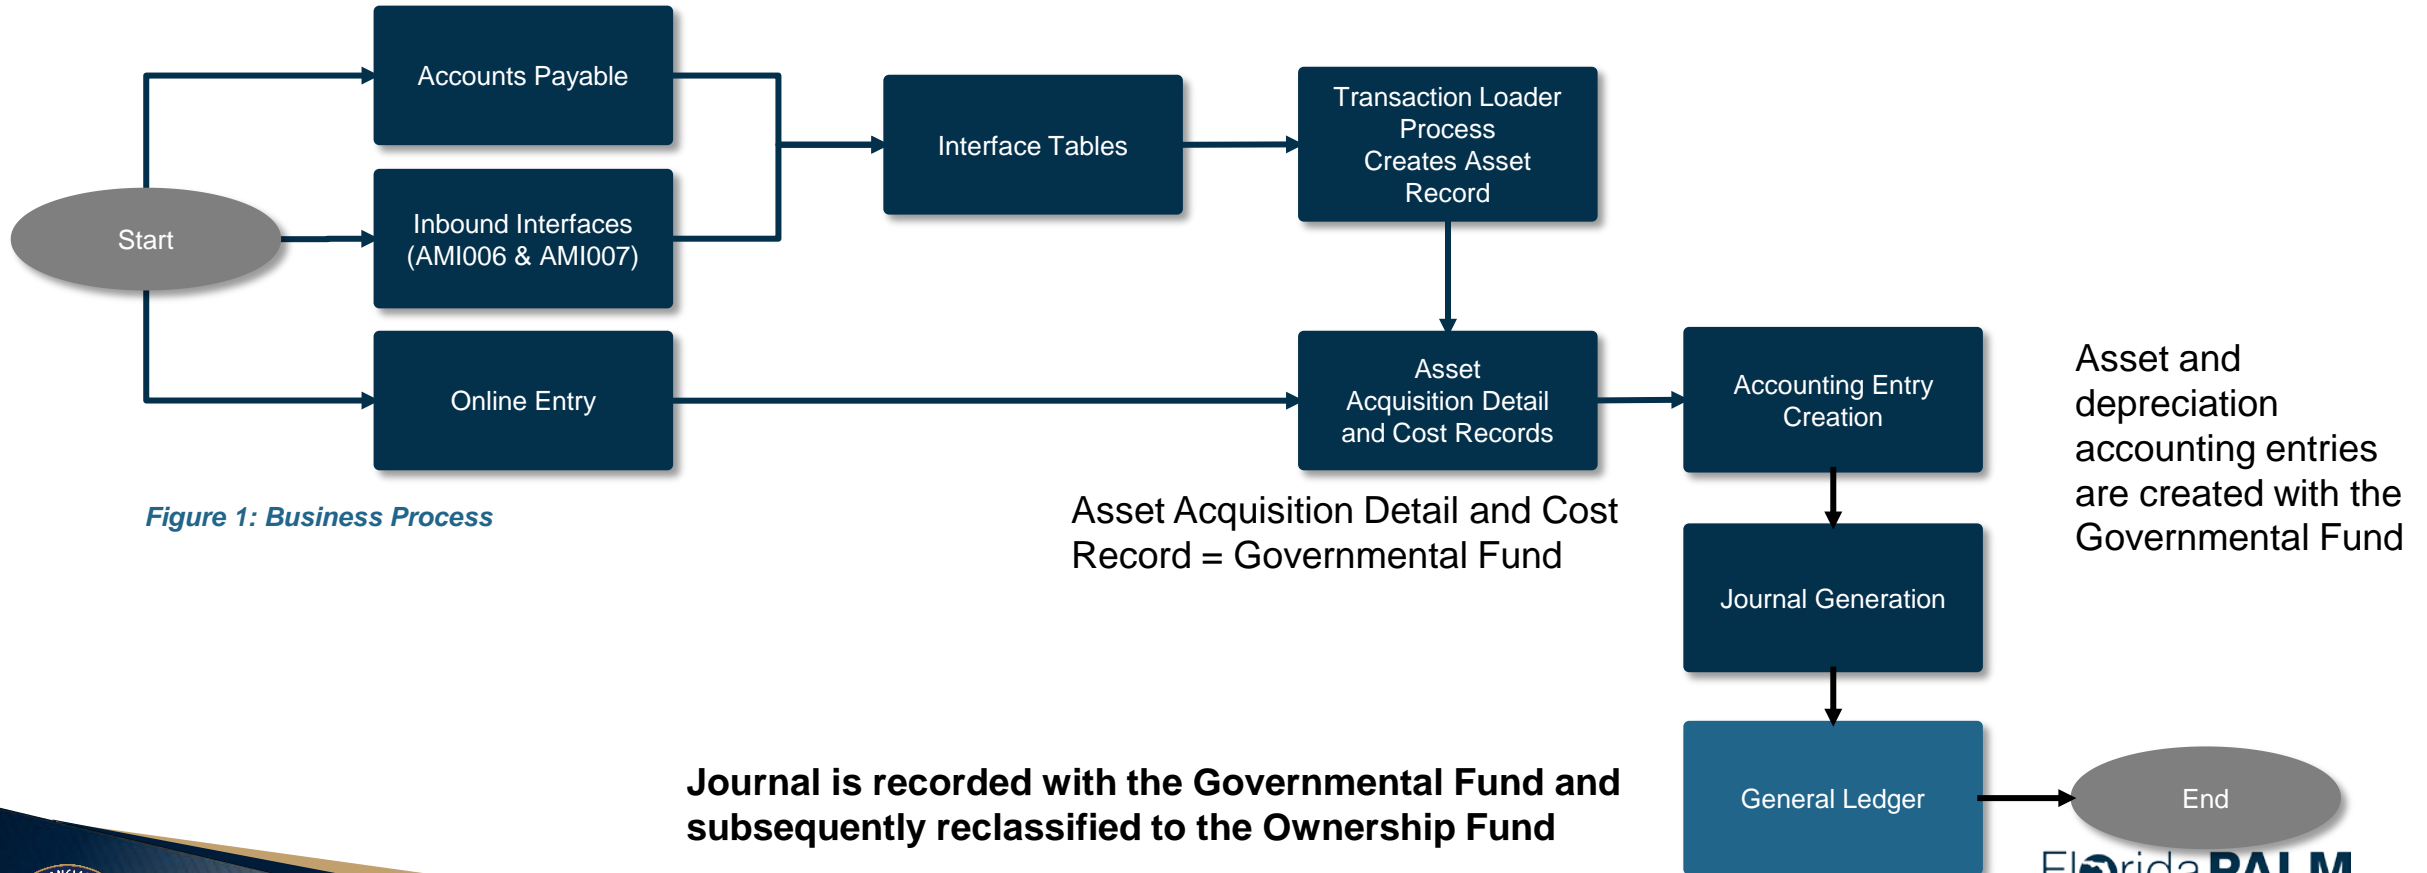 Accounts Payable
Inbound Interfaces
(AMI006 & AMI007)
Start
Online Entry
Interface Tables
Transaction Loader
Process
Creates Asset
Record
Asset
Acquisition Detail
and Cost Records
Accounting Entry
Creation
Asset and
depreciation
accounting entries
are created with the
Governmental Fund
Figure 1: Business Process
Asset Acquisition Detail and Cost
Record = Governmental Fund
Journal Generation
Journal is recorded with the Governmental Fund and
subsequently reclassified to the Ownership Fund
General Ledger
End
Florida PALM